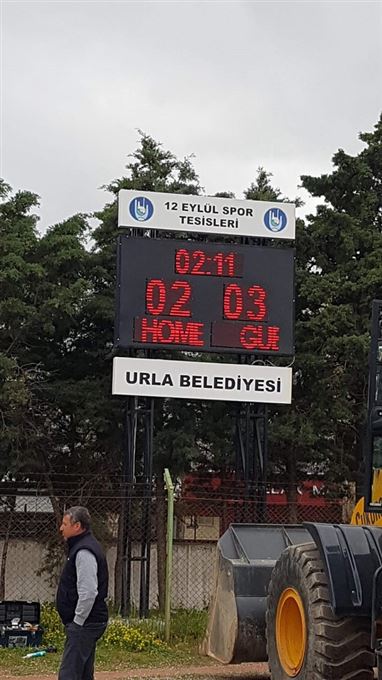 12 EYLÜL SPOR
TESİSLERİ
02:11
02 03
HOME GUE
URLA BELEDİYESİ